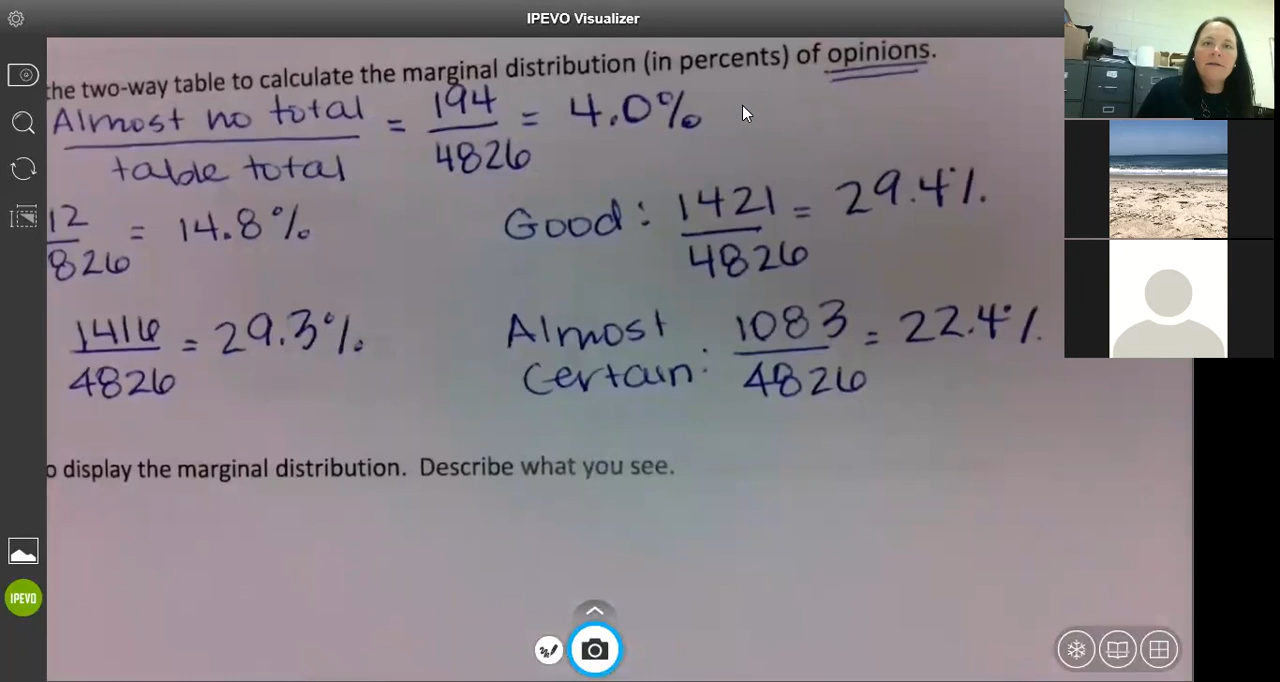 IPEVO Visualizer
the two-way table to calculate the marginal distribution (in percents) of opinions.
Almost no total / table total = 194 / 4826 = 4.0%
12 / 826 = 14.8%
Good: 1421 / 4826 = 29.4%
1416 / 4826 = 29.3%
Almost Certain: 1083 / 4826 = 22.4%
o display the marginal distribution. Describe what you see.
IPEVO